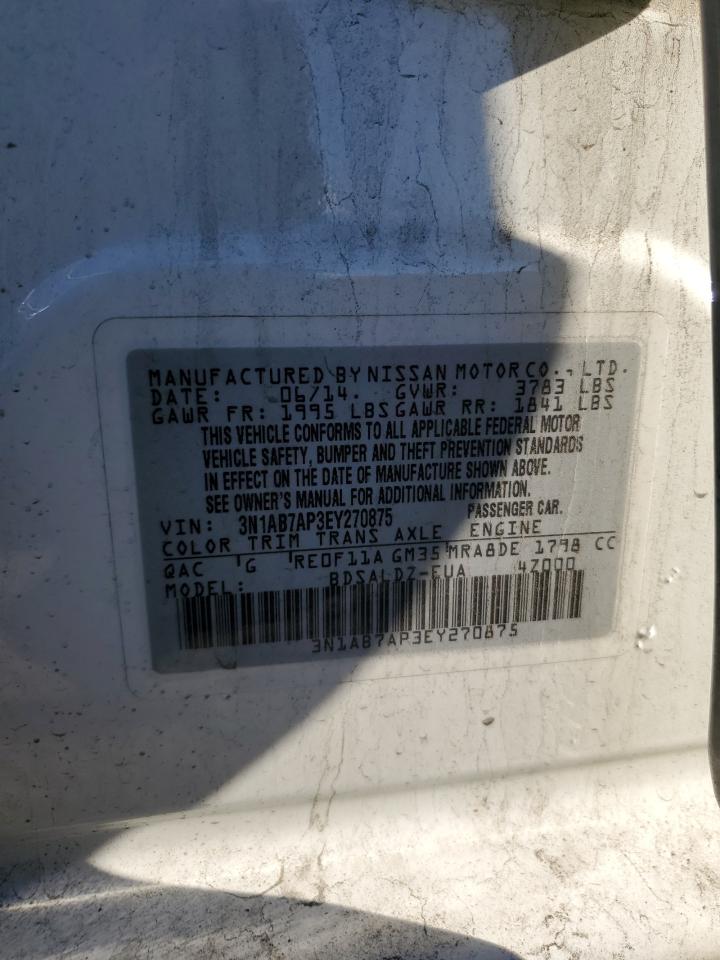 MANUFACTURED BY NISSAN MOTOR CO., LTD.
DATE: 06/14. GVWR: 3783 LBS
GAWR FR: 1995 LBS GAWR RR: 1841 LBS
THIS VEHICLE CONFORMS TO ALL APPLICABLE FEDERAL MOTOR
VEHICLE SAFETY, BUMPER AND THEFT PREVENTION STANDARDS
IN EFFECT ON THE DATE OF MANUFACTURE SHOWN ABOVE.
SEE OWNER'S MANUAL FOR ADDITIONAL INFORMATION.
VIN: 3N1AB7AP3EY270875 PASSENGER CAR.
COLOR TRIM TRANS AXLE ENGINE
QAC G RE0F11A GM35 MRA8DE 1798 CC
MODEL: BDSALDZ-EUA 4Z000
3N1AB7AP3EY270875